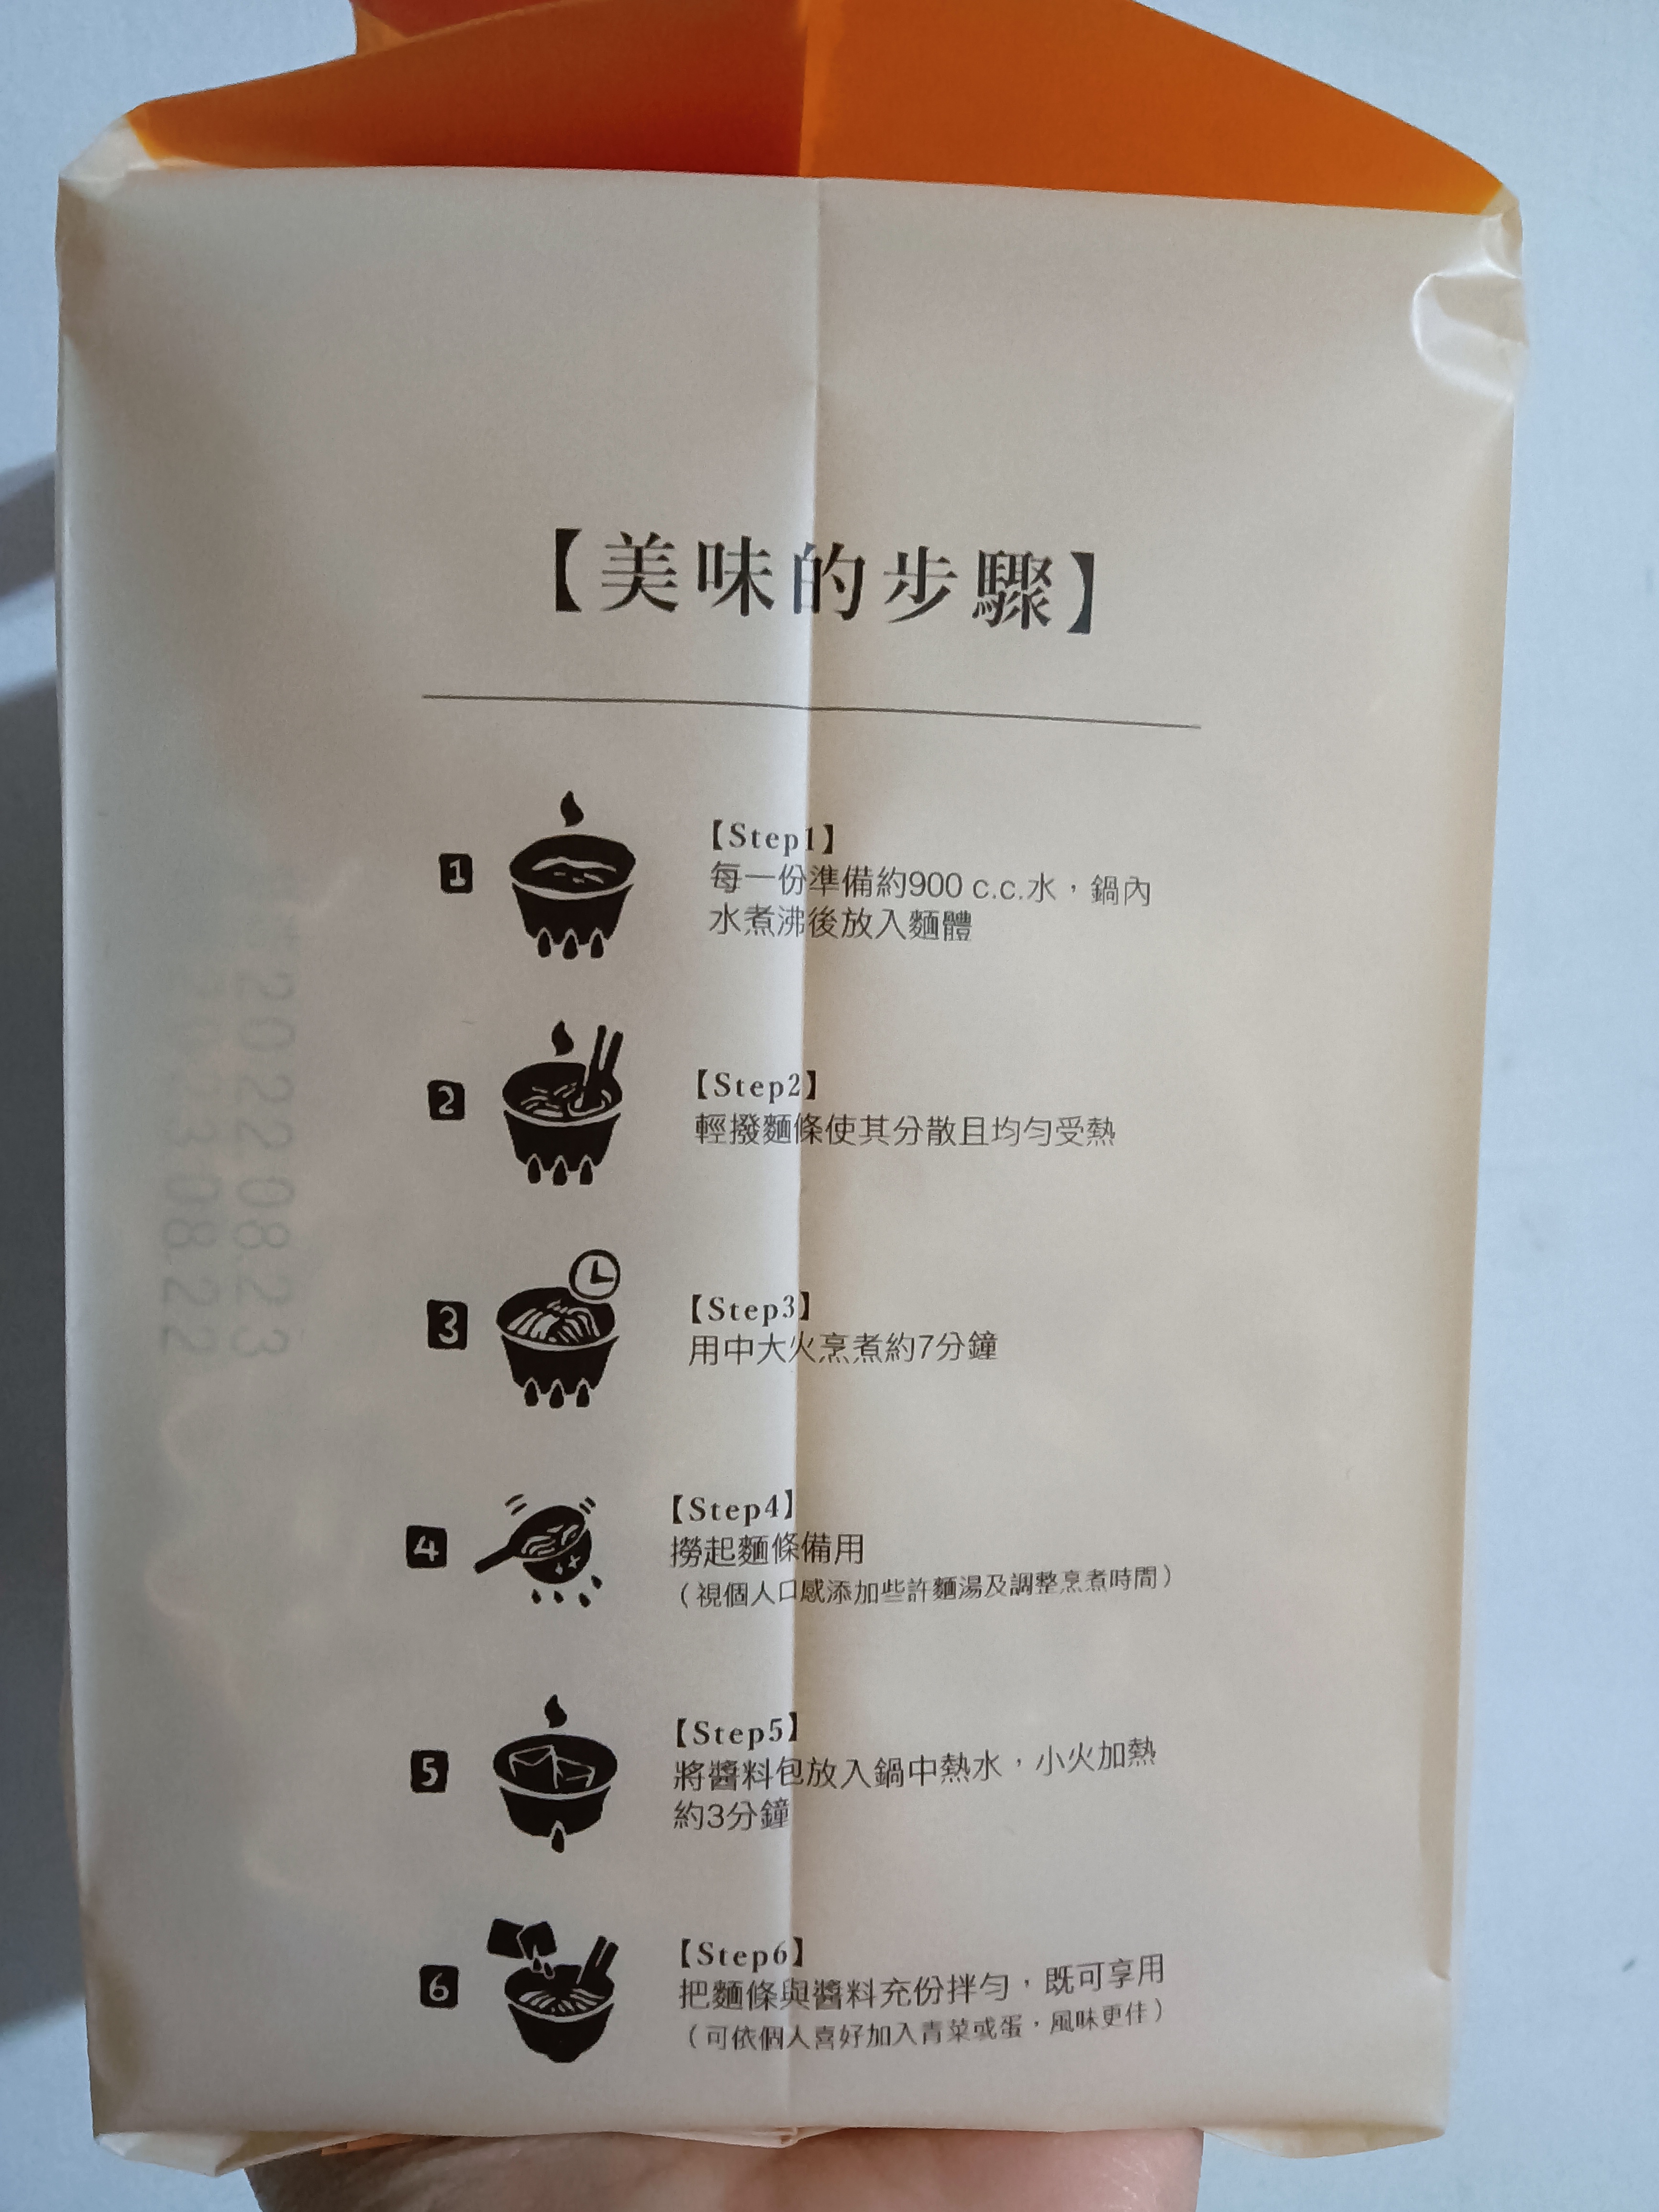 【美味的步驟】
1
【Step1】
每一份準備約900 c.c.水，鍋內
水煮沸後放入麵體
2
【Step2】
輕撥麵條使其分散且均勻受熱
3
【Step3】
用中大火烹煮約7分鐘
4
【Step4】
撈起麵條備用
（視個人口感添加些許麵湯及調整烹煮時間）
5
【Step5】
將醬料包放入鍋中熱水，小火加熱
約3分鐘
6
【Step6】
把麵條與醬料充份拌勻，既可享用
（可依個人喜好加入青菜或蛋，風味更佳）
2022.08.23
2023.08.22